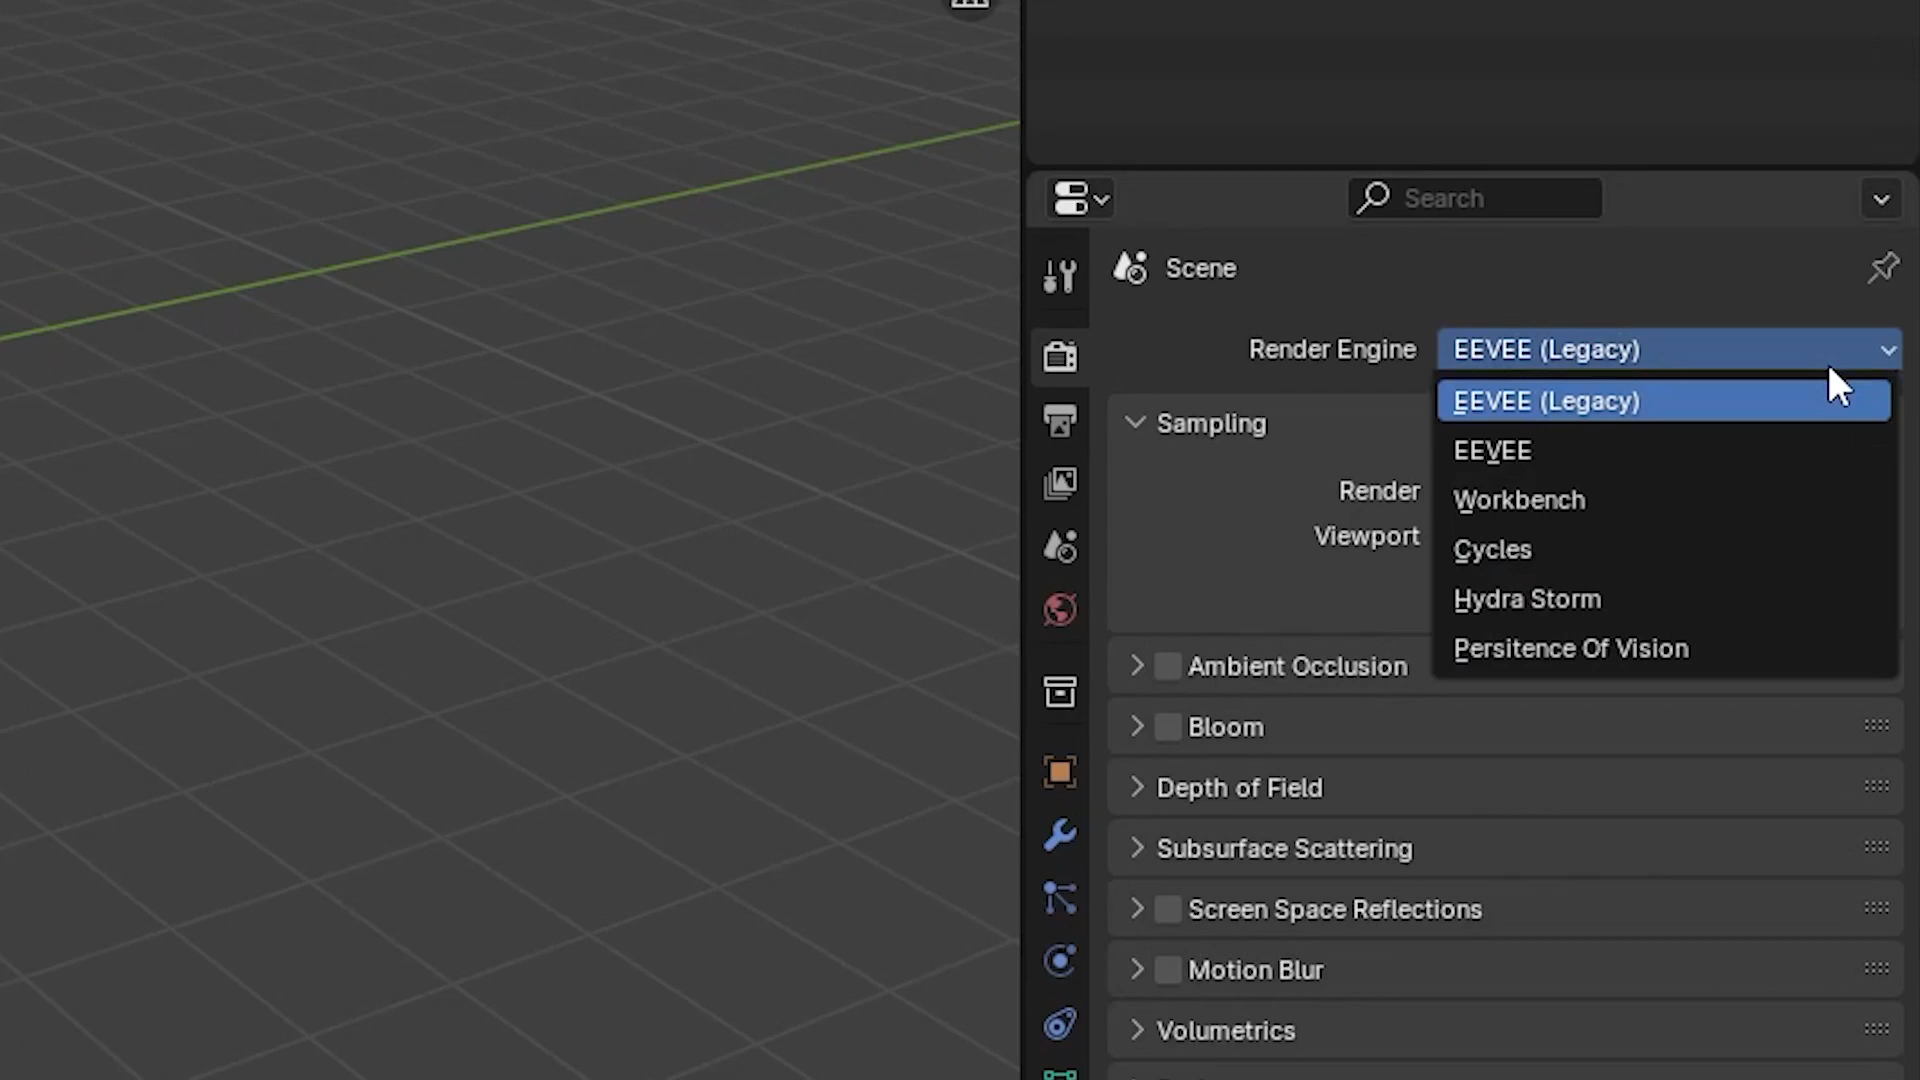 Search
Scene
Render Engine EEVEE (Legacy)
EEVEE (Legacy)
Sampling
EEVEE
Render
Workbench
Viewport
Cycles
Hydra Storm
Persitence Of Vision
Ambient Occlusion
Bloom
Depth of Field
Subsurface Scattering
Screen Space Reflections
Motion Blur
Volumetrics